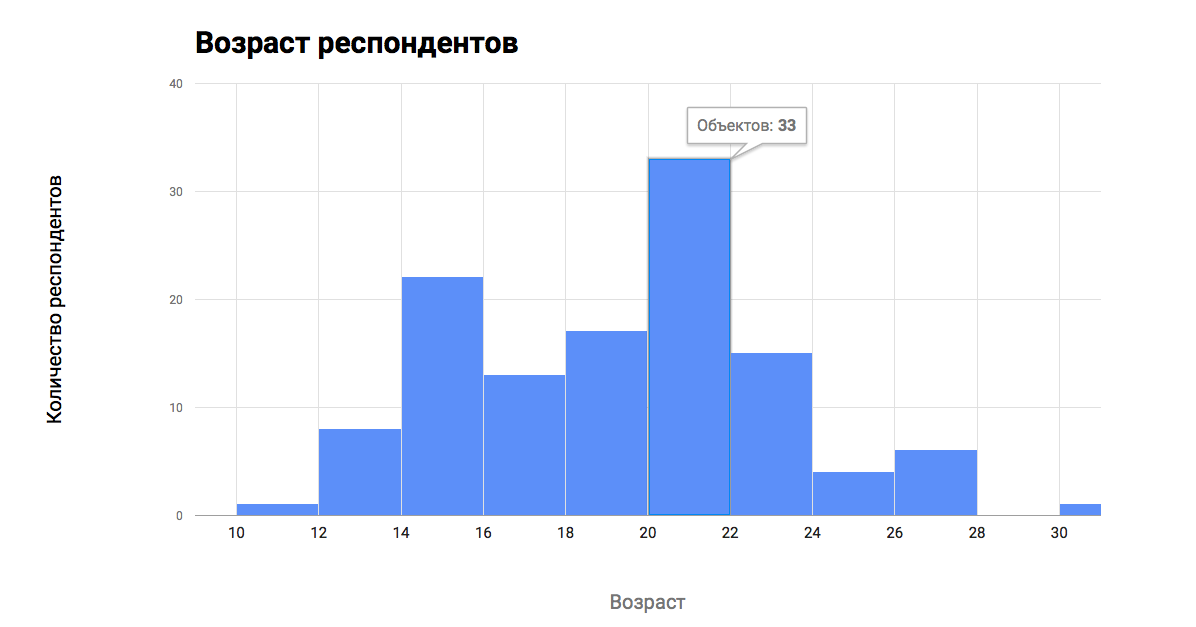 Возраст респондентов
Количество респондентов
40
30
20
10
0
Объектов: 33
10 12 14 16 18 20 22 24 26 28 30
Возраст